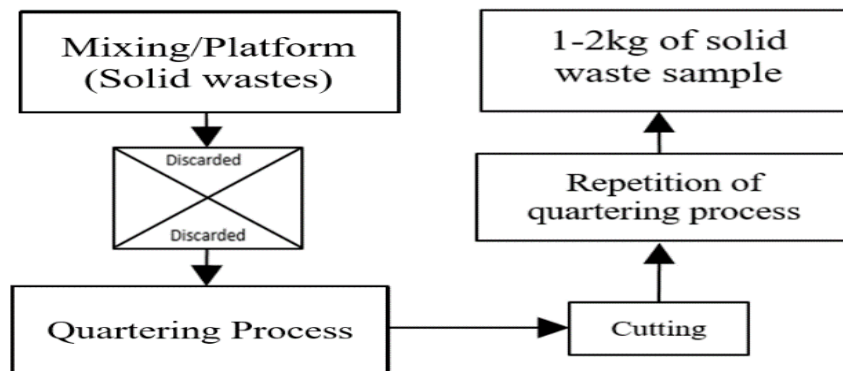 Mixing/Platform
(Solid wastes)
Discarded
Discarded
Quartering Process
Cutting
Repetition of
quartering process
1-2kg of solid
waste sample